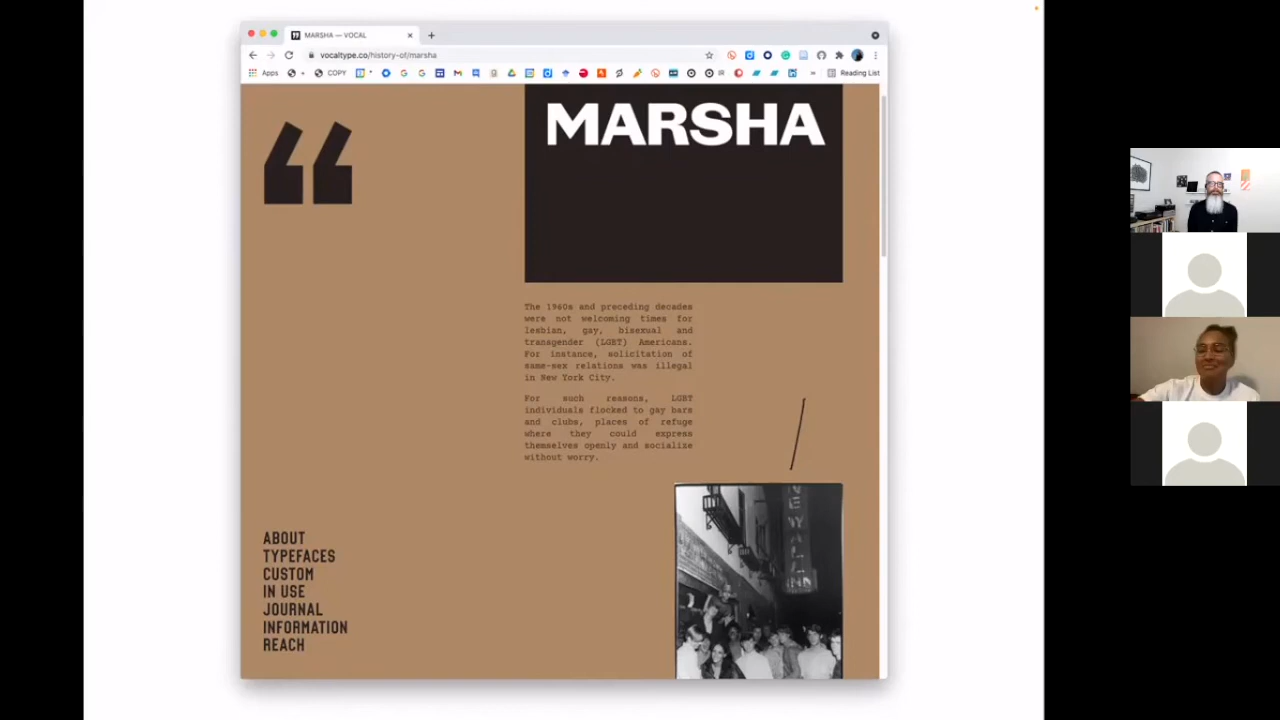 MARSHA — VOCAL
vocaltype.co/history-of/marsha
Apps
COPY
IR
Reading List
MARSHA
The 1960s and preceding decades
were not welcoming times for
lesbian, gay, bisexual and
transgender (LGBT) Americans.
For instance, solicitation of
same-sex relations was illegal
in New York City.
For such reasons, LGBT
individuals flocked to gay bars
and clubs, places of refuge
where they could express
themselves openly and socialize
without worry.
ABOUT
TYPEFACES
CUSTOM
IN USE
JOURNAL
INFORMATION
REACH